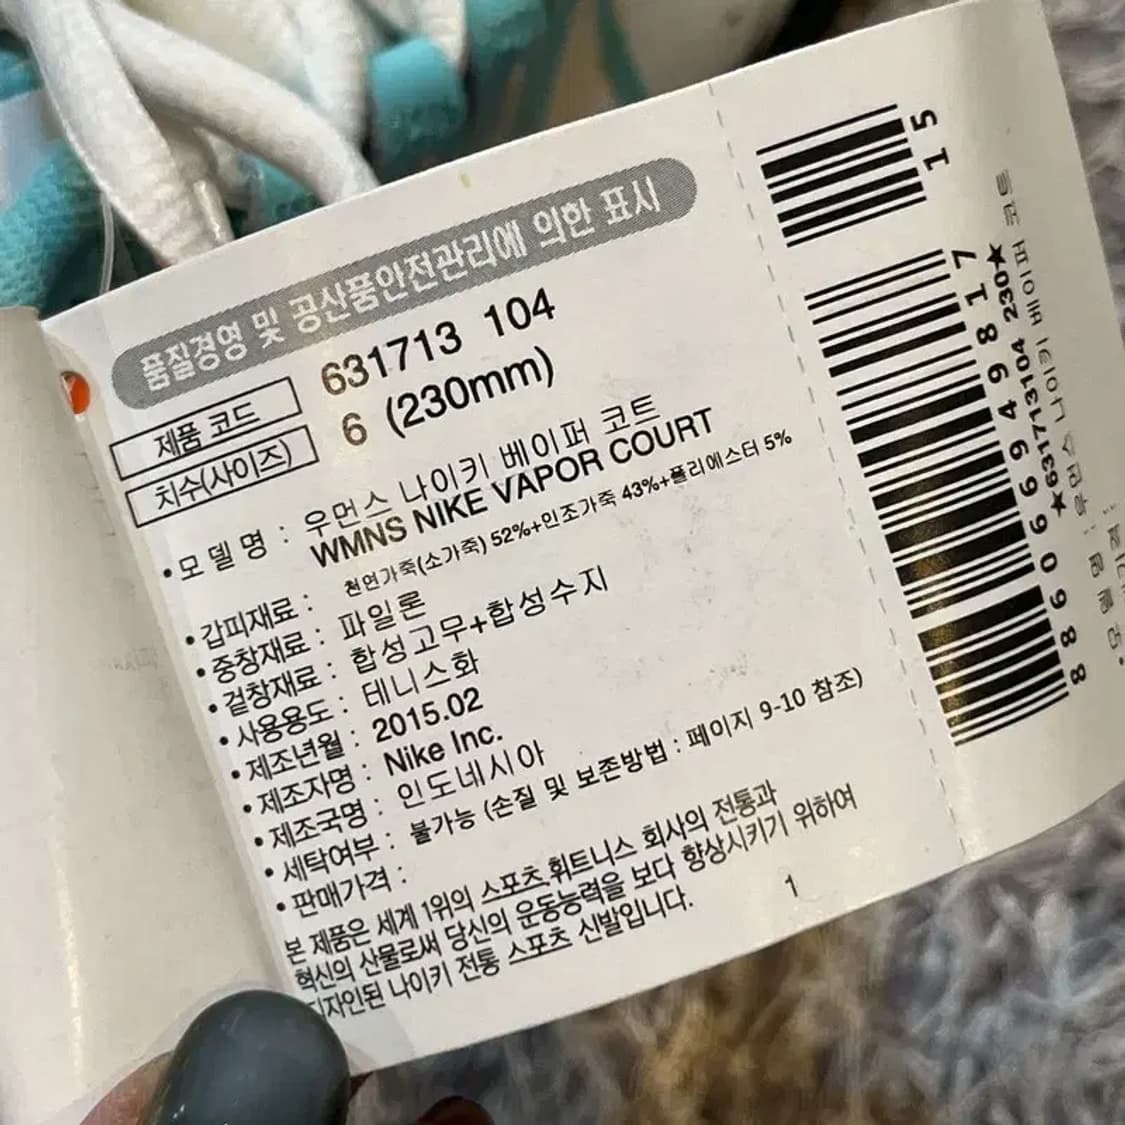 품질경영 및 공산품안전관리에 의한 표시
제품 코드 631713 104
치수(사이즈) 6 (230mm)
•모 델 명 : 우먼스 나이키 베이퍼 코트
WMNS NIKE VAPOR COURT
•갑피재료 : 천연가죽(소가죽) 52%+인조가죽 43%+폴리에스터 5%
•중창재료 : 파일론
•겉창재료 : 합성고무+합성수지
•사용용도 : 테니스화
•제조년월 : 2015.02
•제조자명 : Nike Inc.
•제조국명 : 인도네시아
•세탁여부 : 불가능 (손질 및 보존방법 : 페이지 9-10 참조)
•판매가격 :
본 제품은 세계 1위의 스포츠.휘트니스 회사의 전통과
혁신의 산물로써 당신의 운동능력을 보다 향상시키기 위하여
디자인된 나이키 전통 스포츠 신발입니다.
1
15
886066949817
★631713104 230★
우먼스 나이키 베이퍼 코트